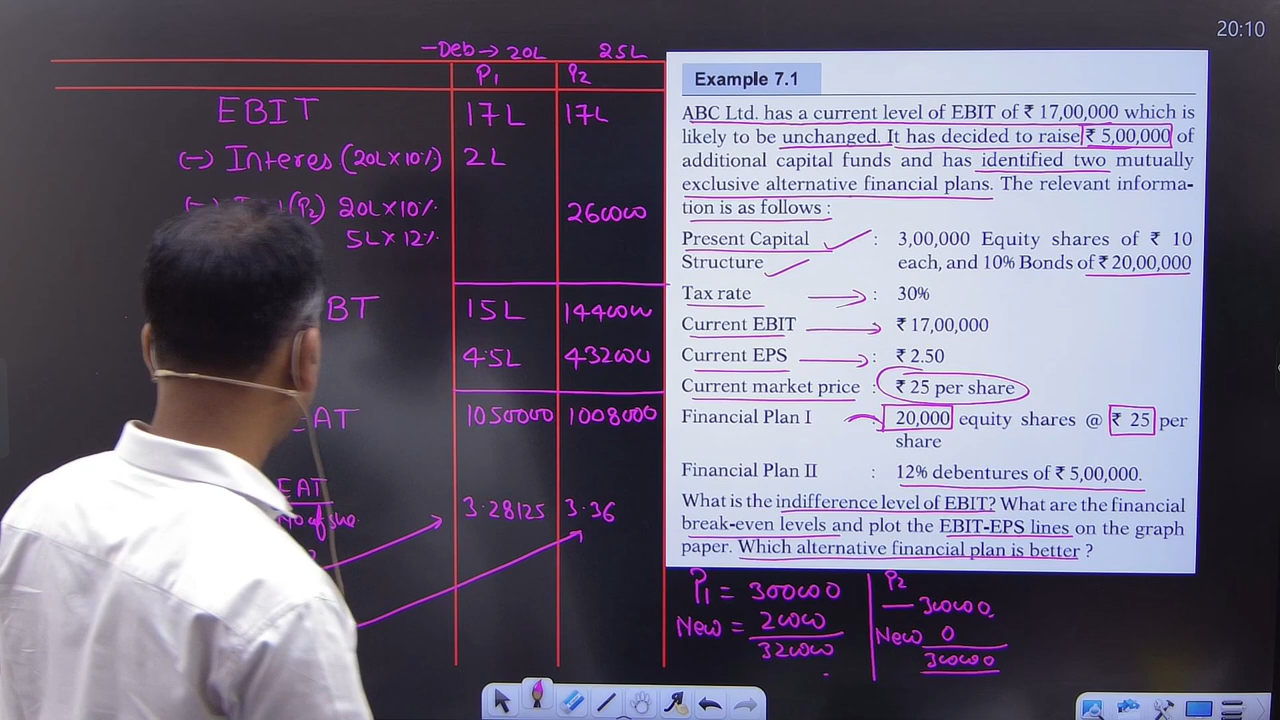 20:10
-Deb → 20L 25L
P1 P2
EBIT 17L 17L
(-) Interes (20L×10%) 2L
(P2) 20L×10% 260000
5L×12%
BT 15L 1440000
4.5L 432000
EAT 1050000 1008000
EAT
No of sha. 3.28125 3.36
Example 7.1
ABC Ltd. has a current level of EBIT of ₹ 17,00,000 which is
likely to be unchanged. It has decided to raise ₹ 5,00,000 of
additional capital funds and has identified two mutually
exclusive alternative financial plans. The relevant informa-
tion is as follows :
Present Capital : 3,00,000 Equity shares of ₹ 10
Structure each, and 10% Bonds of ₹ 20,00,000
Tax rate : 30%
Current EBIT : ₹ 17,00,000
Current EPS : ₹ 2.50
Current market price : ₹ 25 per share
Financial Plan I : 20,000 equity shares @ ₹ 25 per
share
Financial Plan II : 12% debentures of ₹ 5,00,000.
What is the indifference level of EBIT? What are the financial
break-even levels and plot the EBIT-EPS lines on the graph
paper. Which alternative financial plan is better ?
P1 = 300000
New = 20000
320000
P2
— 300000
New 0
300000